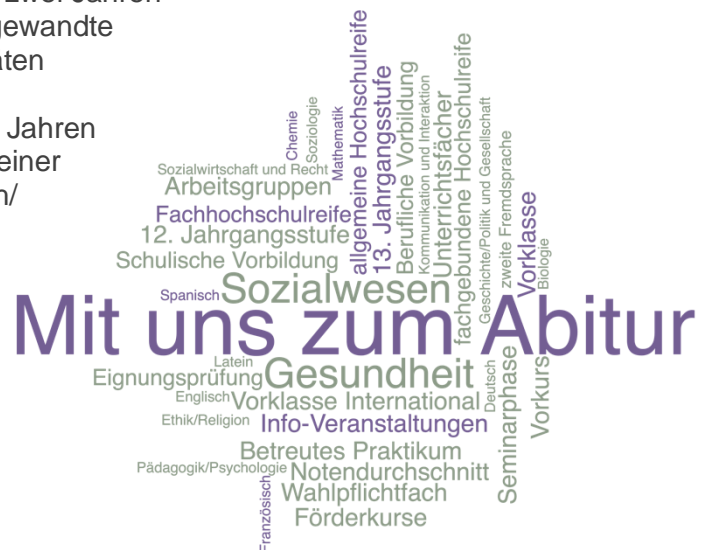 zwei Jahren
gewandte
aten
Jahren
einer
n/
Chemie
Soziologie
Mathematik
allgemeine Hochschulreife
13. Jahrgangsstufe
Berufliche Vorbildung
Kommunikation und Interaktion
Unterrichtsfächer
fachgebundene Hochschulreife
Geschichte/Politik und Gesellschaft
zweite Fremdsprache
Vorklasse
Biologie
Sozialwirtschaft und Recht
Arbeitsgruppen
Fachhochschulreife
12. Jahrgangsstufe
Schulische Vorbildung
Spanisch
Sozialwesen
Mit uns zum Abitur
Latein
Eignungsprüfung
Gesundheit
Englisch
Vorklasse International
Deutsch
Seminarphase
Vorkurs
Ethik/Religion
Info-Veranstaltungen
Betreutes Praktikum
Pädagogik/Psychologie
Notendurchschnitt
Französisch
Wahlpflichtfach
Förderkurse